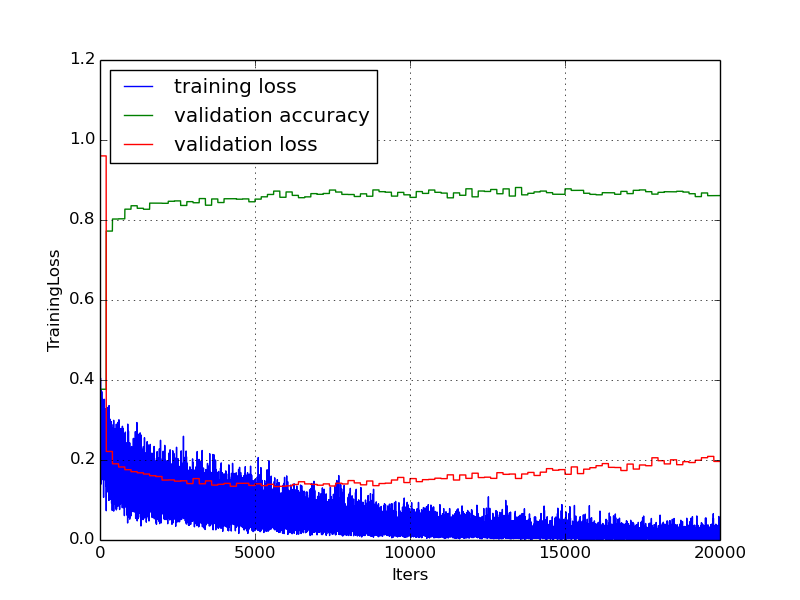 1.2
training loss
validation accuracy
validation loss
1.0
0.8
0.6
0.4
0.2
0.0
TrainingLoss
0 5000 10000 15000 20000
Iters